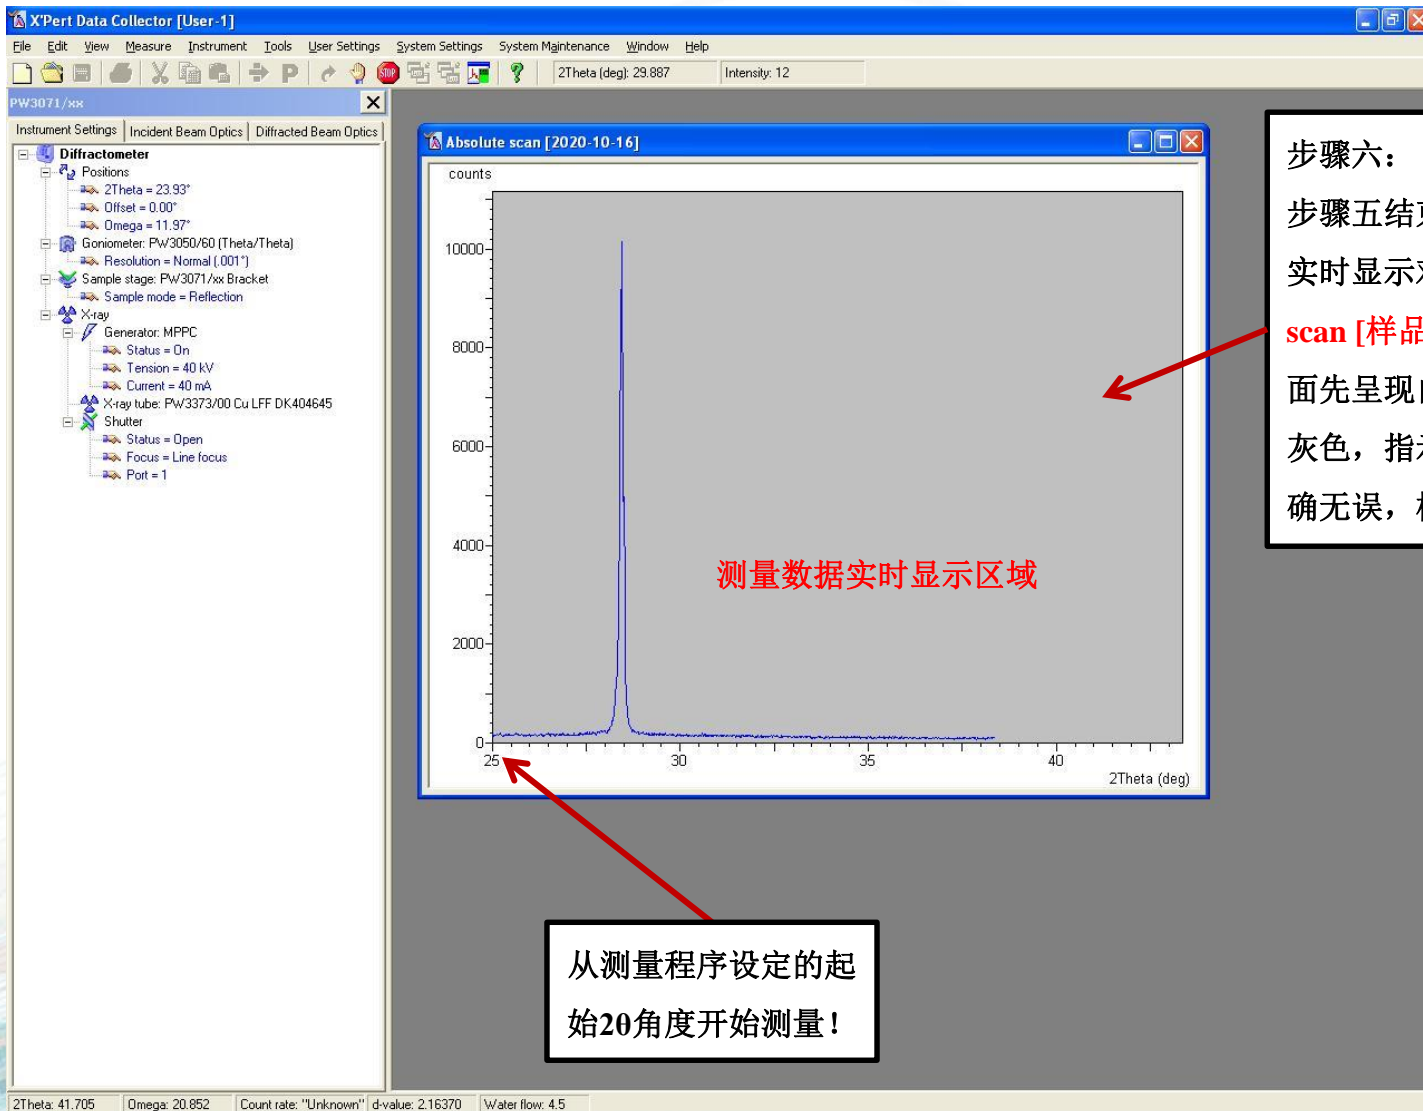 X'Pert Data Collector [User-1]
File Edit View Measure Instrument Tools User Settings System Settings System Maintenance Window Help
STOP
2Theta (deg): 29.887 Intensity: 12
PW3071/xx
Instrument Settings Incident Beam Optics Diffracted Beam Optics
Diffractometer
Positions
2Theta = 23.93°
Offset = 0.00°
Omega = 11.97°
Goniometer: PW3050/60 (Theta/Theta)
Resolution = Normal (.001°)
Sample stage: PW3071/xx Bracket
Sample mode = Reflection
X-ray
Generator: MPPC
Status = On
Tension = 40 kV
Current = 40 mA
X-ray tube: PW3373/00 Cu LFF DK404645
Shutter
Status = Open
Focus = Line focus
Port = 1
Absolute scan [2020-10-16]
counts
10000
8000
6000
4000
2000
0
25 30 35 40
2Theta (deg)
测量数据实时显示区域
步骤六：
步骤五结
实时显示
scan [样品
面先呈现
灰色，指
确无误，
从测量程序设定的起
始2θ角度开始测量！
2Theta: 41.705 Omega: 20.852 Count rate: "Unknown" d-value: 2.16370 Water flow: 4.5